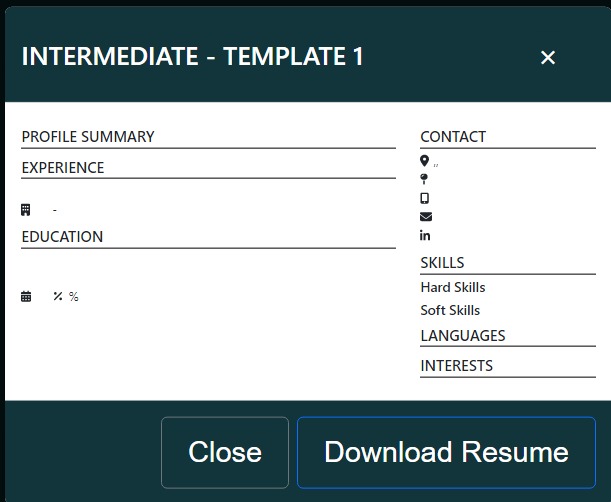 INTERMEDIATE - TEMPLATE 1
×
PROFILE SUMMARY
EXPERIENCE
-
EDUCATION
%
CONTACT
,,
in
SKILLS
Hard Skills
Soft Skills
LANGUAGES
INTERESTS
Close
Download Resume